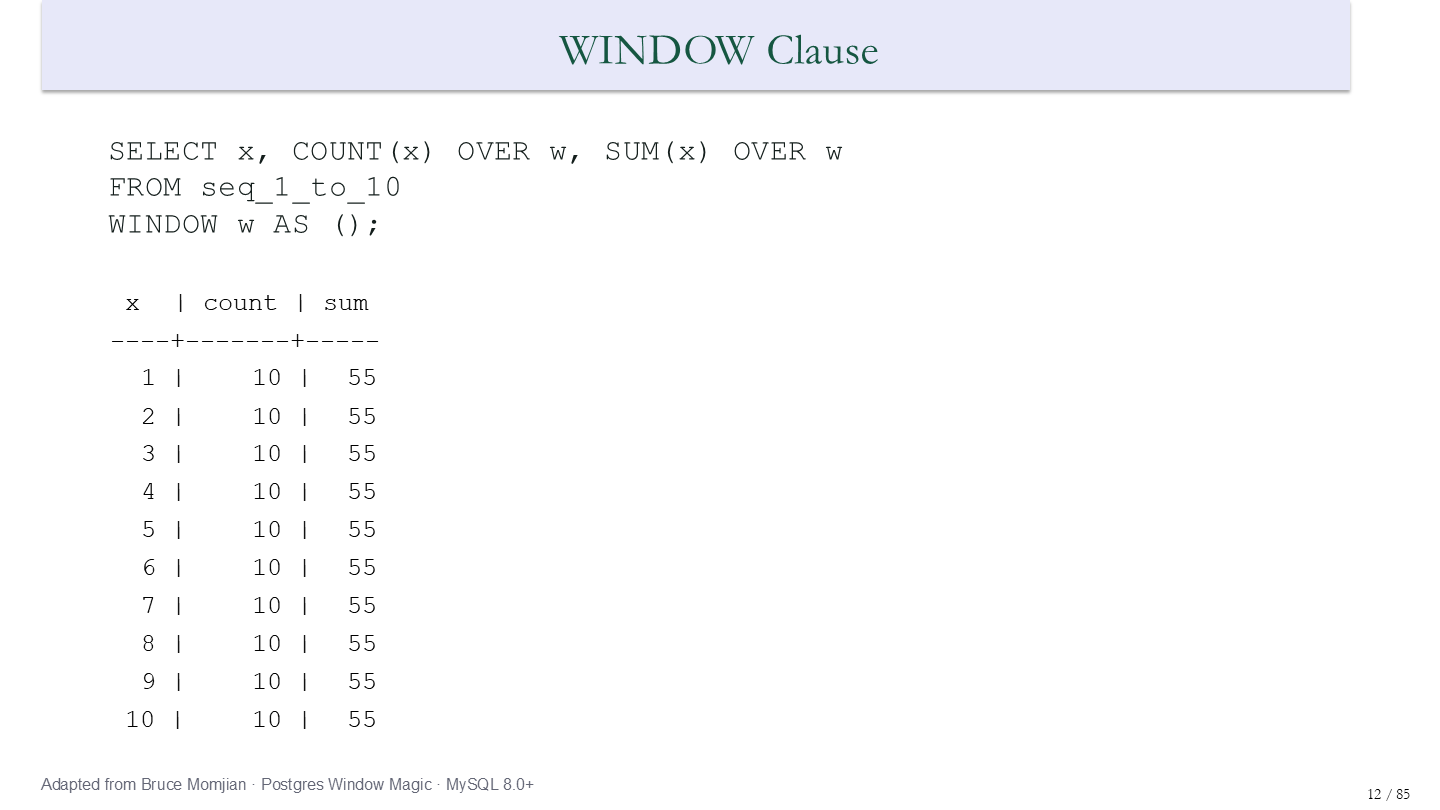 WINDOW Clause
SELECT x, COUNT(x) OVER w, SUM(x) OVER w
FROM seq_1_to_10
WINDOW w AS ();
x | count | sum
----+-------+-----
1 | 10 | 55
2 | 10 | 55
3 | 10 | 55
4 | 10 | 55
5 | 10 | 55
6 | 10 | 55
7 | 10 | 55
8 | 10 | 55
9 | 10 | 55
10 | 10 | 55
Adapted from Bruce Momjian · Postgres Window Magic · MySQL 8.0+
12 / 85